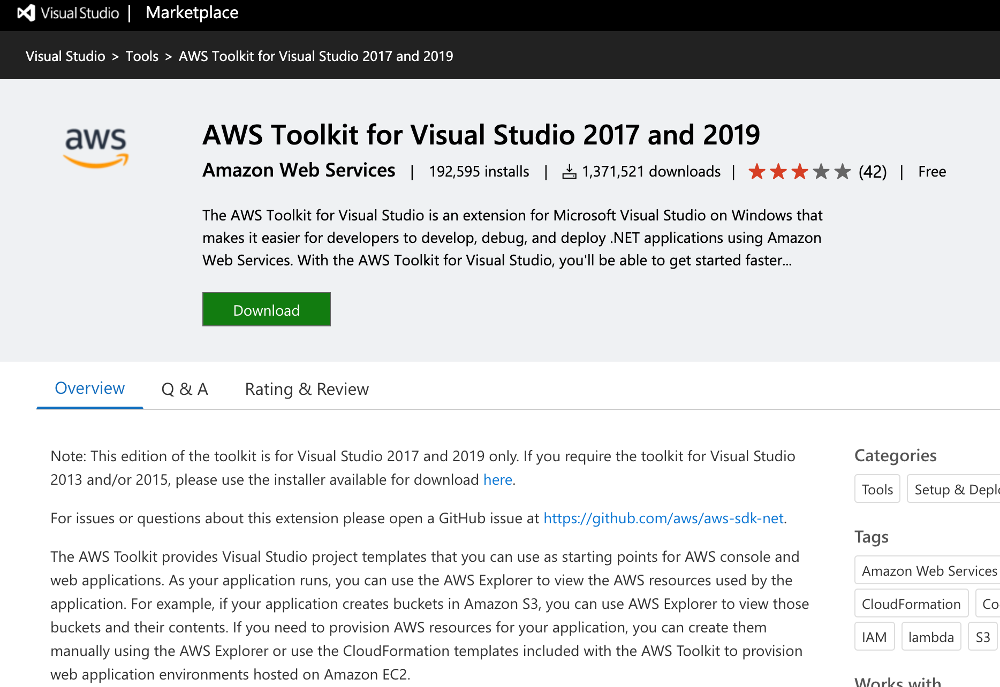 Visual Studio | Marketplace
Visual Studio > Tools > AWS Toolkit for Visual Studio 2017 and 2019
aws
AWS Toolkit for Visual Studio 2017 and 2019
Amazon Web Services | 192,595 installs | 1,371,521 downloads | (42) | Free
The AWS Toolkit for Visual Studio is an extension for Microsoft Visual Studio on Windows that
makes it easier for developers to develop, debug, and deploy .NET applications using Amazon
Web Services. With the AWS Toolkit for Visual Studio, you'll be able to get started faster...
Download
Overview Q & A Rating & Review
Note: This edition of the toolkit is for Visual Studio 2017 and 2019 only. If you require the toolkit for Visual Studio
2013 and/or 2015, please use the installer available for download here.
For issues or questions about this extension please open a GitHub issue at https://github.com/aws/aws-sdk-net.
The AWS Toolkit provides Visual Studio project templates that you can use as starting points for AWS console and
web applications. As your application runs, you can use the AWS Explorer to view the AWS resources used by the
application. For example, if your application creates buckets in Amazon S3, you can use AWS Explorer to view those
buckets and their contents. If you need to provision AWS resources for your application, you can create them
manually using the AWS Explorer or use the CloudFormation templates included with the AWS Toolkit to provision
web application environments hosted on Amazon EC2.
Categories
Tools Setup &
Tags
Amazon Web Services
CloudFormation
IAM lambda S3
Works with